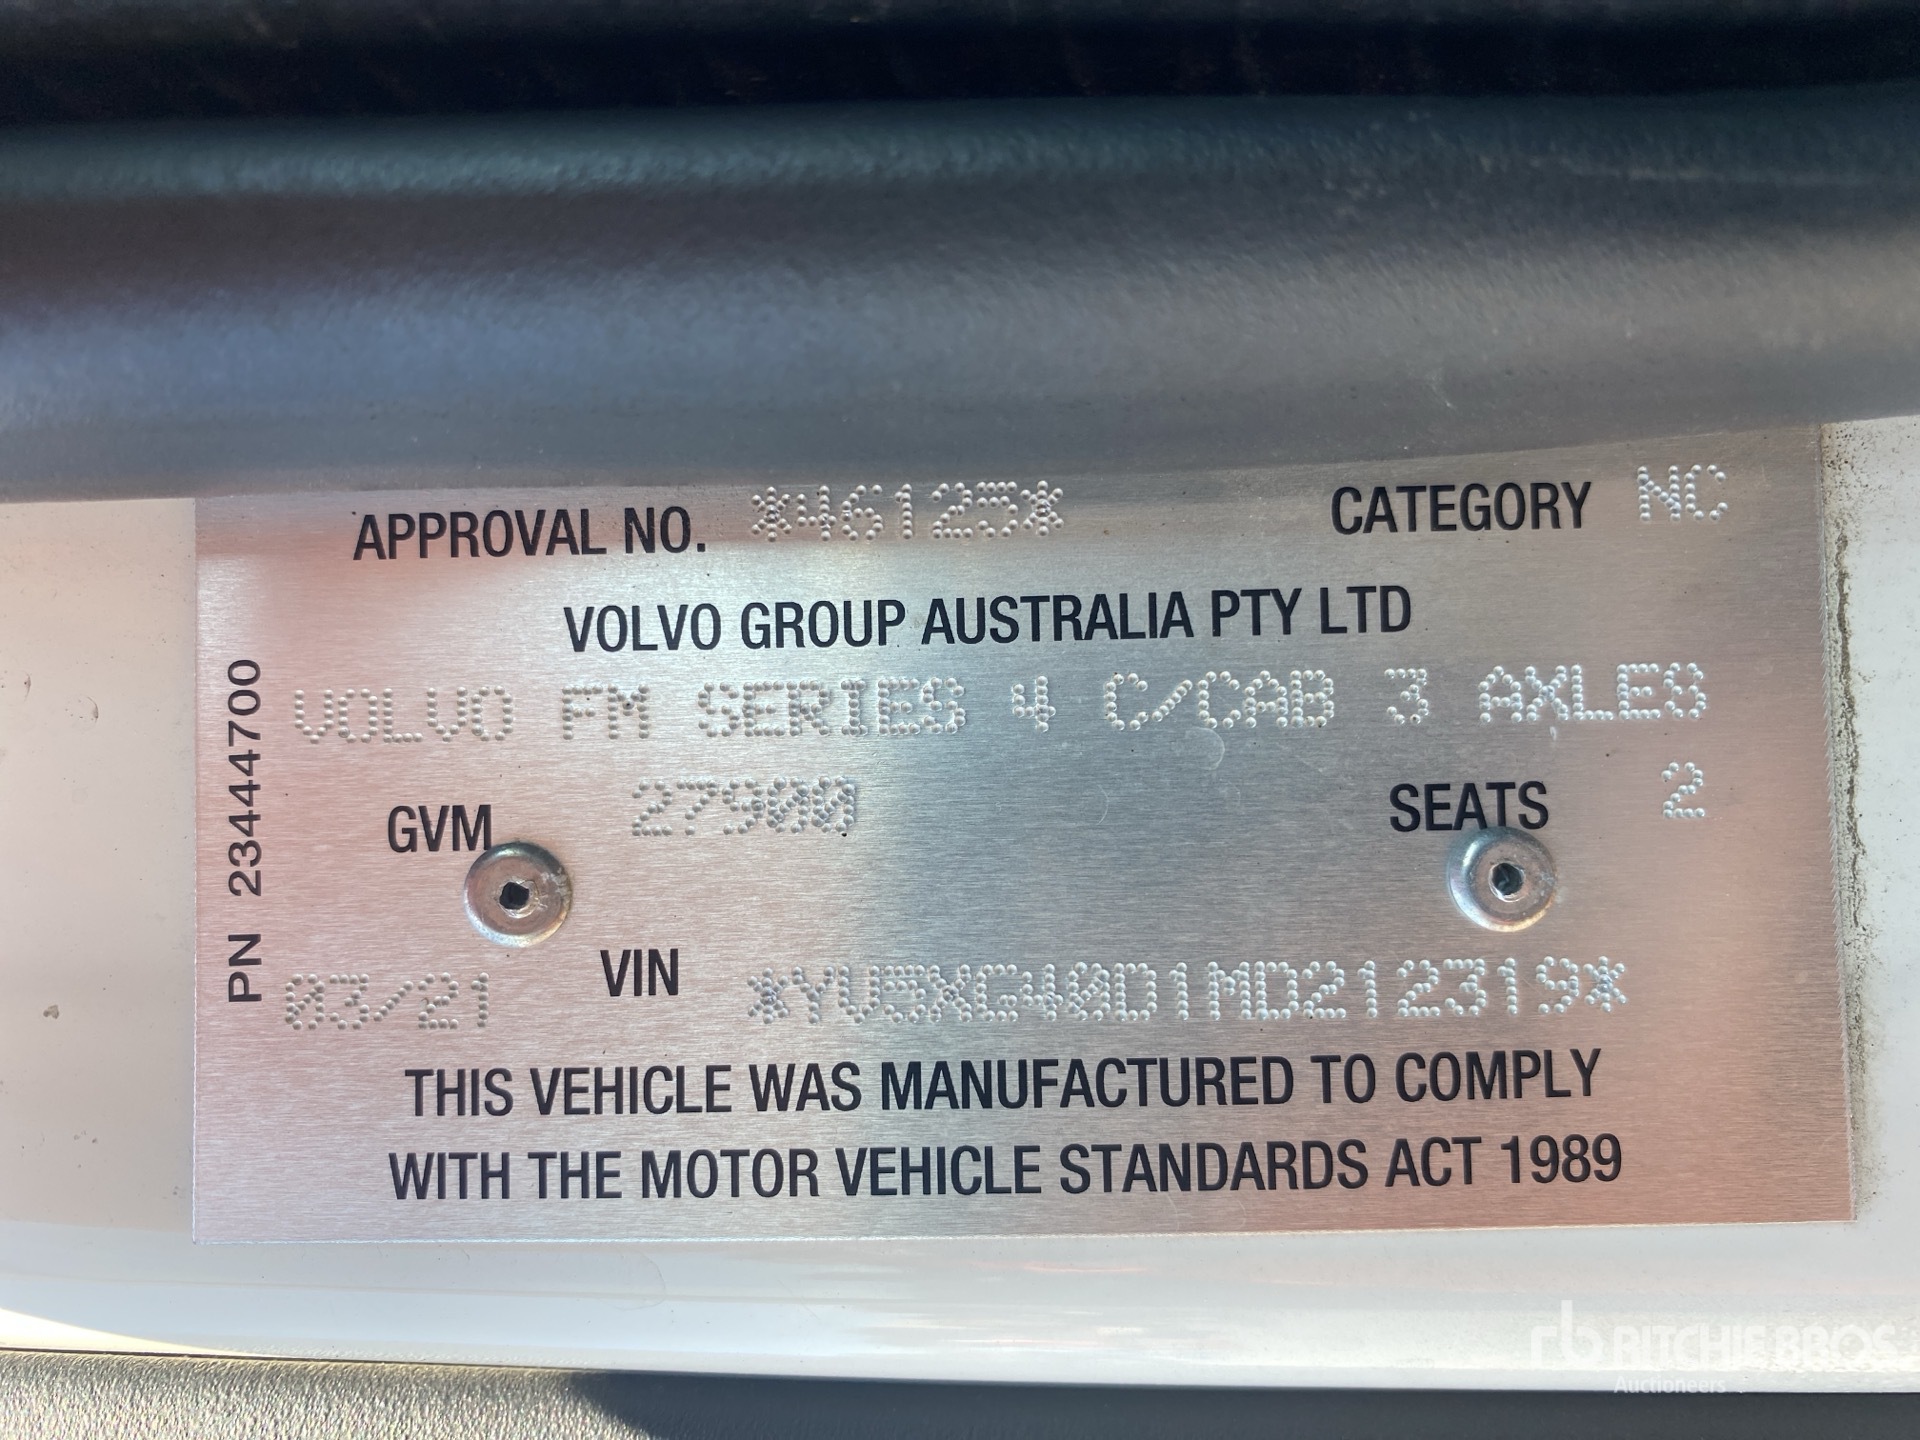 APPROVAL NO. *46125* CATEGORY NC
VOLVO GROUP AUSTRALIA PTY LTD
VOLVO FM SERIES 4 C/CAB 3 AXLES
GVM 27900 SEATS 2
03/21 VIN *YV5XG40D1MD212319*
THIS VEHICLE WAS MANUFACTURED TO COMPLY
WITH THE MOTOR VEHICLE STANDARDS ACT 1989
PN 23444700
rb RITCHIE BROS
Auctioneers